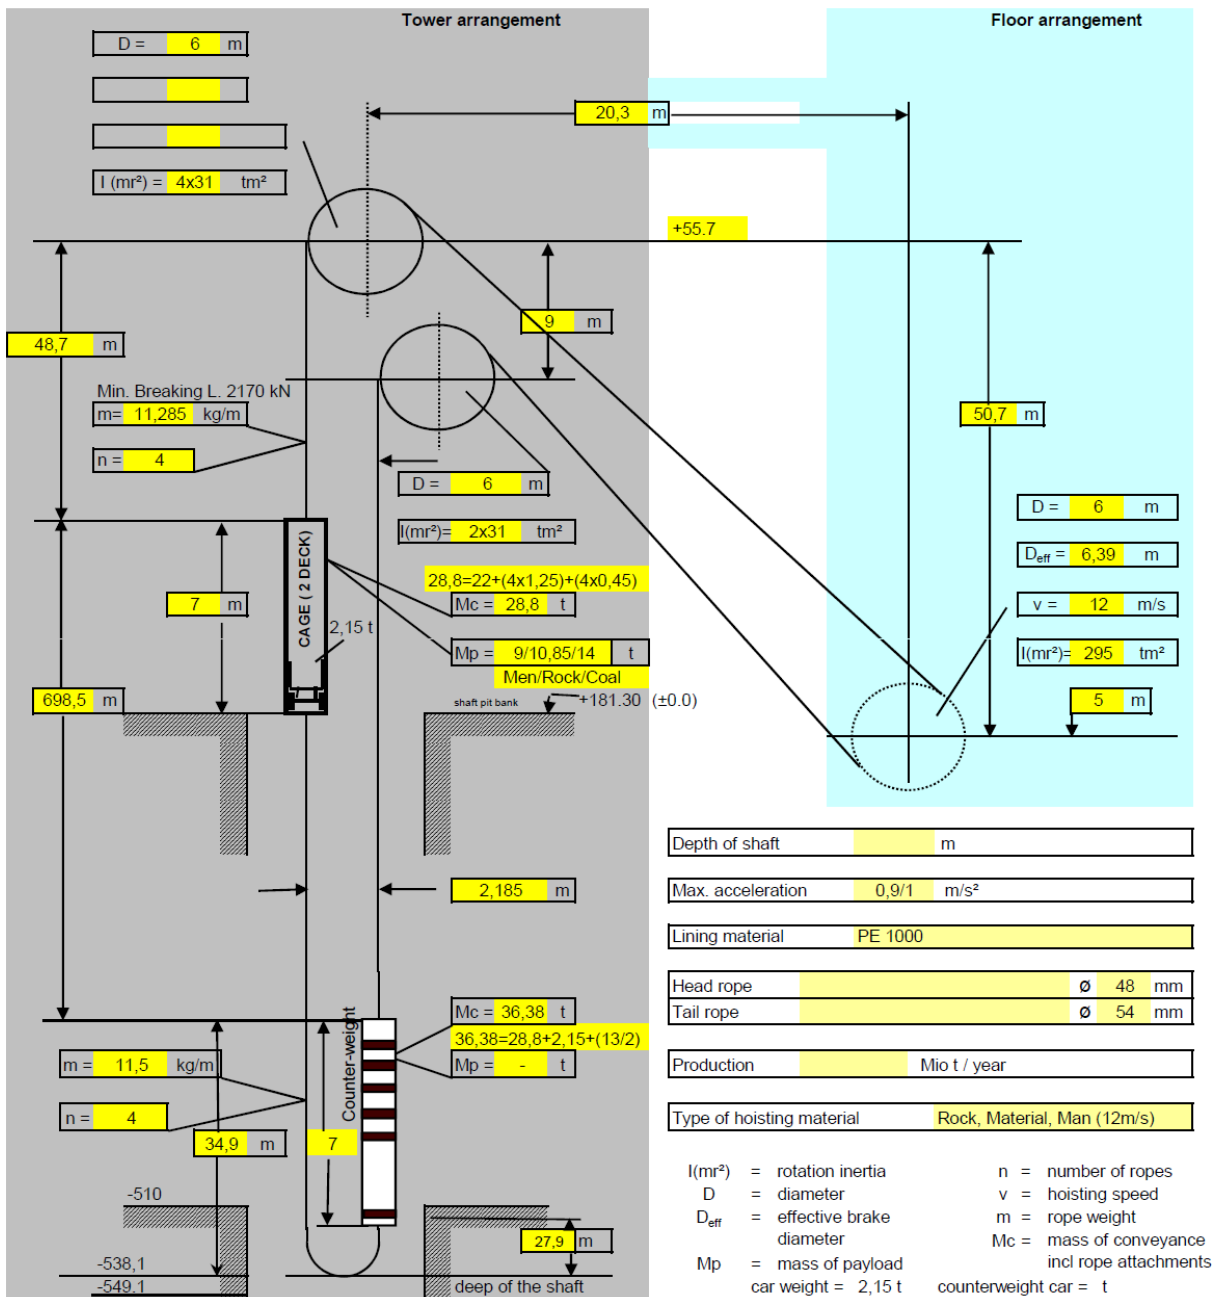 Tower arrangement
Floor arrangement
D = 6 m
20,3 m
I (mr²) = 4x31 tm²
+55.7
9 m
48,7 m
Min. Breaking L. 2170 kN
m= 11,285 kg/m
50,7 m
n = 4
D = 6 m
D = 6 m
I(mr²)= 2x31 tm²
Deff = 6,39 m
28,8=22+(4x1,25)+(4x0,45)
7 m
CAGE ( 2 DECK)
Mc = 28,8 t
v = 12 m/s
2,15 t
Mp = 9/10,85/14 t
I(mr²)= 295 tm²
Men/Rock/Coal
698,5 m
shaft pit bank
+181.30 (±0.0)
5 m
Depth of shaft m
2,185 m
Max. acceleration 0,9/1 m/s²
Lining material PE 1000
Head rope ø 48 mm
Tail rope ø 54 mm
Counter-weight
Mc = 36,38 t
36,38=28,8+2,15+(13/2)
m = 11,5 kg/m
Mp = - t
Production Mio t / year
n = 4
Type of hoisting material Rock, Material, Man (12m/s)
34,9 m
7
I(mr²) = rotation inertia
n = number of ropes
-510
D = diameter
v = hoisting speed
Deff = effective brake diameter
m = rope weight
27,9 m
Mc = mass of conveyance incl rope attachments
-538,1
Mp = mass of payload
-549.1
deep of the shaft
car weight = 2,15 t
counterweight car = t